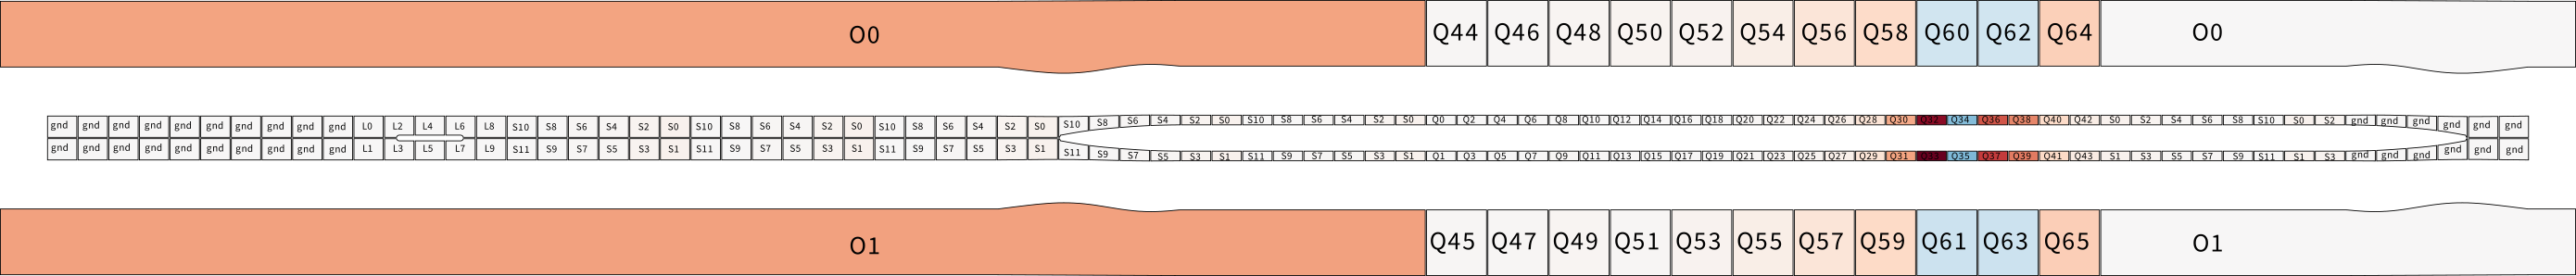 O0 Q44 Q46 Q48 Q50 Q52 Q54 Q56 Q58 Q60 Q62 Q64 O0
gnd gnd gnd gnd gnd gnd gnd gnd gnd gnd L0 L2 L4 L6 L8 S10 S8 S6 S4 S2 S0 S10 S8 S6 S4 S2 S0 S10 S8 S6 S4 S2 S0 S10 S8 S6 S4 S2 S0 S10 S8 S6 S4 S2 S0 Q0 Q2 Q4 Q6 Q8 Q10 Q12 Q14 Q16 Q18 Q20 Q22 Q24 Q26 Q28 Q30 Q32 Q34 Q36 Q38 Q40 Q42 S0 S2 S4 S6 S8 S10 S0 S2 gnd gnd gnd gnd gnd gnd
gnd gnd gnd gnd gnd gnd gnd gnd gnd gnd L1 L3 L5 L7 L9 S11 S9 S7 S5 S3 S1 S11 S9 S7 S5 S3 S1 S11 S9 S7 S5 S3 S1 S11 S9 S7 S5 S3 S1 S11 S9 S7 S5 S3 S1 Q1 Q3 Q5 Q7 Q9 Q11 Q13 Q15 Q17 Q19 Q21 Q23 Q25 Q27 Q29 Q31 Q33 Q35 Q37 Q39 Q41 Q43 S1 S3 S5 S7 S9 S11 S1 S3 gnd gnd gnd gnd gnd gnd
O1 Q45 Q47 Q49 Q51 Q53 Q55 Q57 Q59 Q61 Q63 Q65 O1